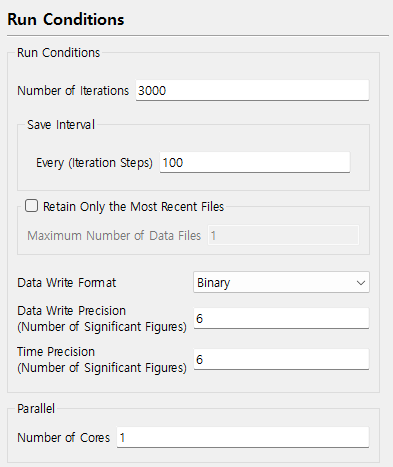 Run Conditions
Run Conditions
Number of Iterations 3000
Save Interval
Every (Iteration Steps) 100
Retain Only the Most Recent Files
Maximum Number of Data Files 1
Data Write Format Binary
Data Write Precision
(Number of Significant Figures) 6
Time Precision
(Number of Significant Figures) 6
Parallel
Number of Cores 1